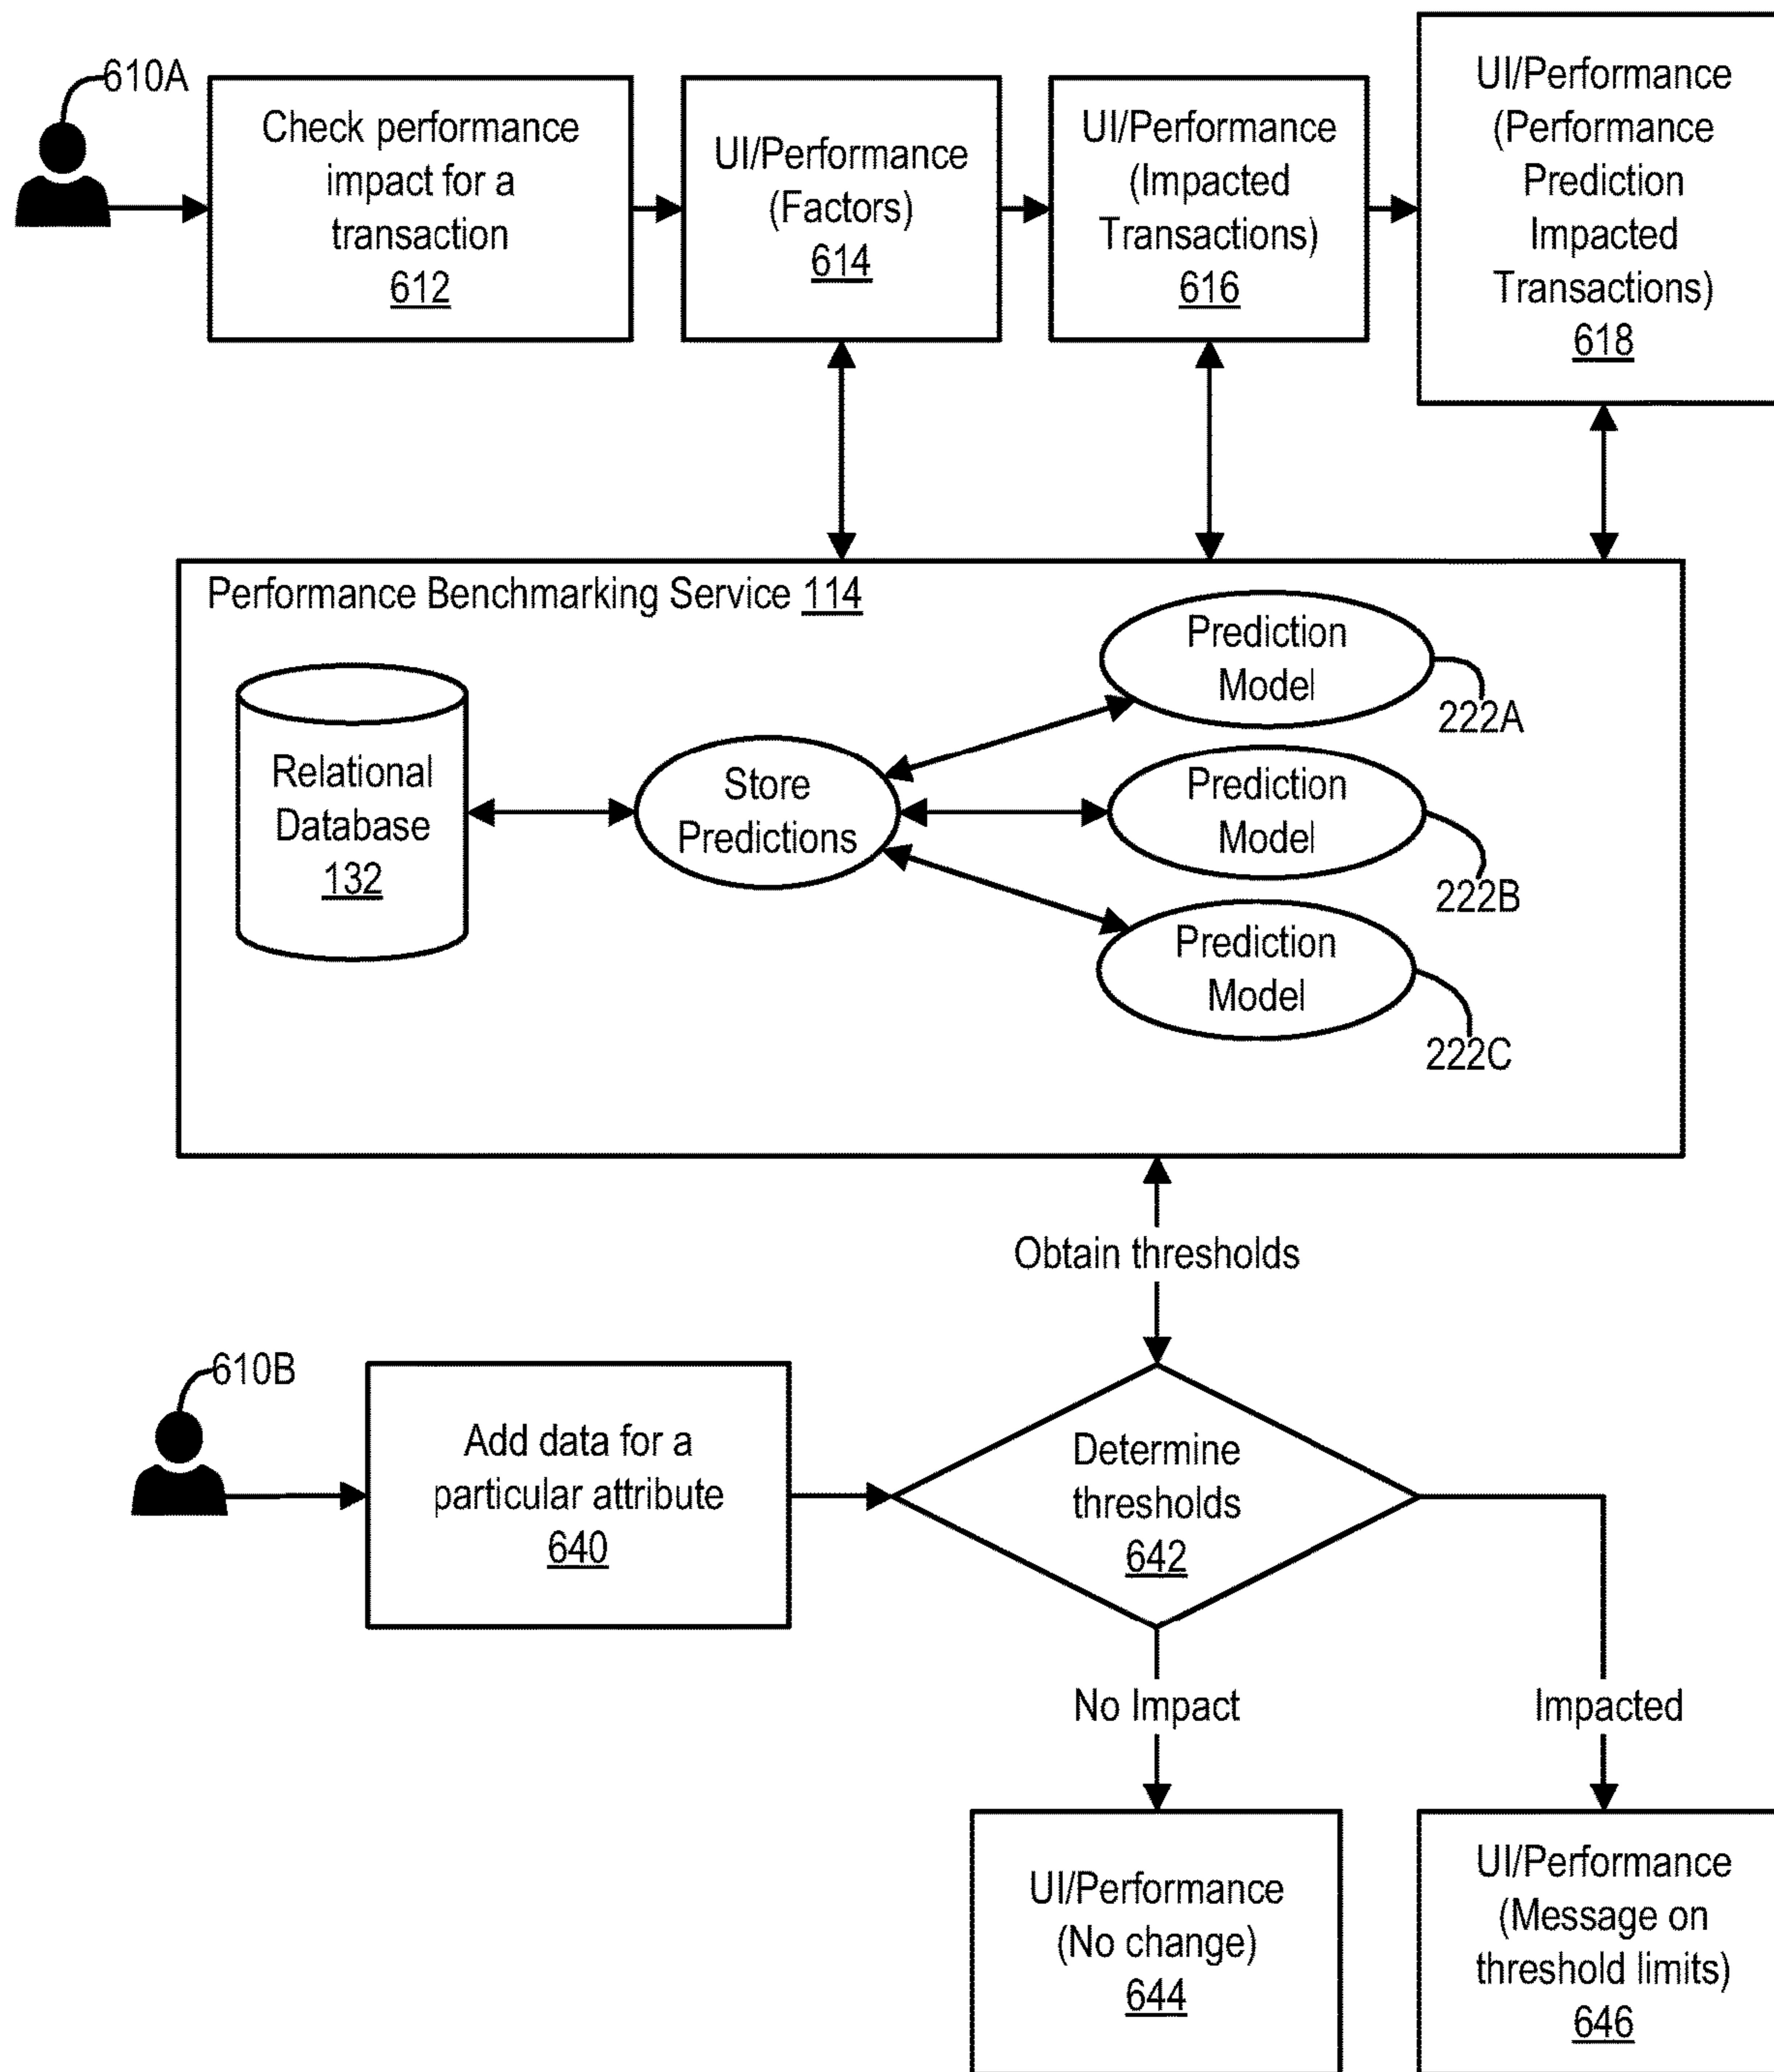 610A
Check performance
impact for a
transaction
612
UI/Performance
(Factors)
614
UI/Performance
(Impacted
Transactions)
616
UI/Performance
(Performance
Prediction
Impacted
Transactions)
618
Performance Benchmarking Service 114
Relational
Database
132
Store
Predictions
Prediction
Model
222A
Prediction
Model
222B
Prediction
Model
222C
Obtain thresholds
610B
Add data for a
particular attribute
640
Determine
thresholds
642
No Impact
Impacted
UI/Performance
(No change)
644
UI/Performance
(Message on
threshold limits)
646